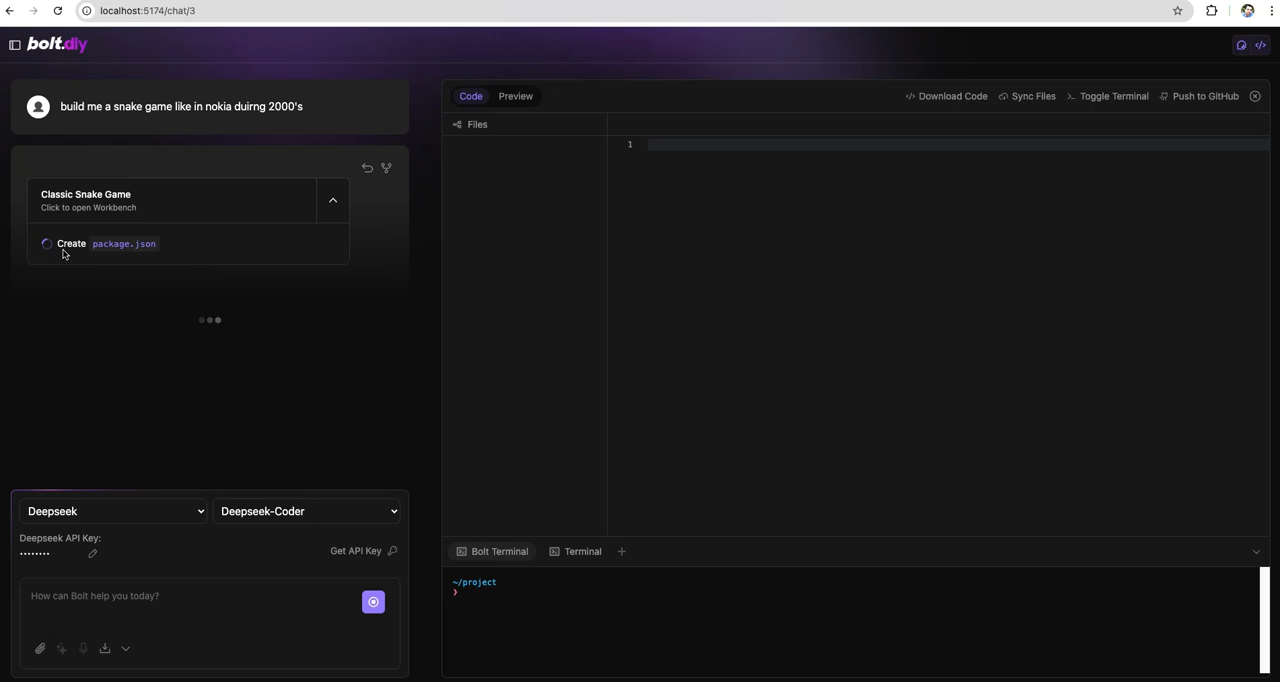 localhost:5174/chat/3
bolt.diy
build me a snake game like in nokia duirng 2000's
Classic Snake Game
Click to open Workbench
Create package.json
Deepseek
Deepseek-Coder
Deepseek API Key:
••••••••
Get API Key
How can Bolt help you today?
Code
Preview
</> Download Code
Sync Files
Toggle Terminal
Push to GitHub
Files
1
Bolt Terminal
Terminal
+
~/project
❯